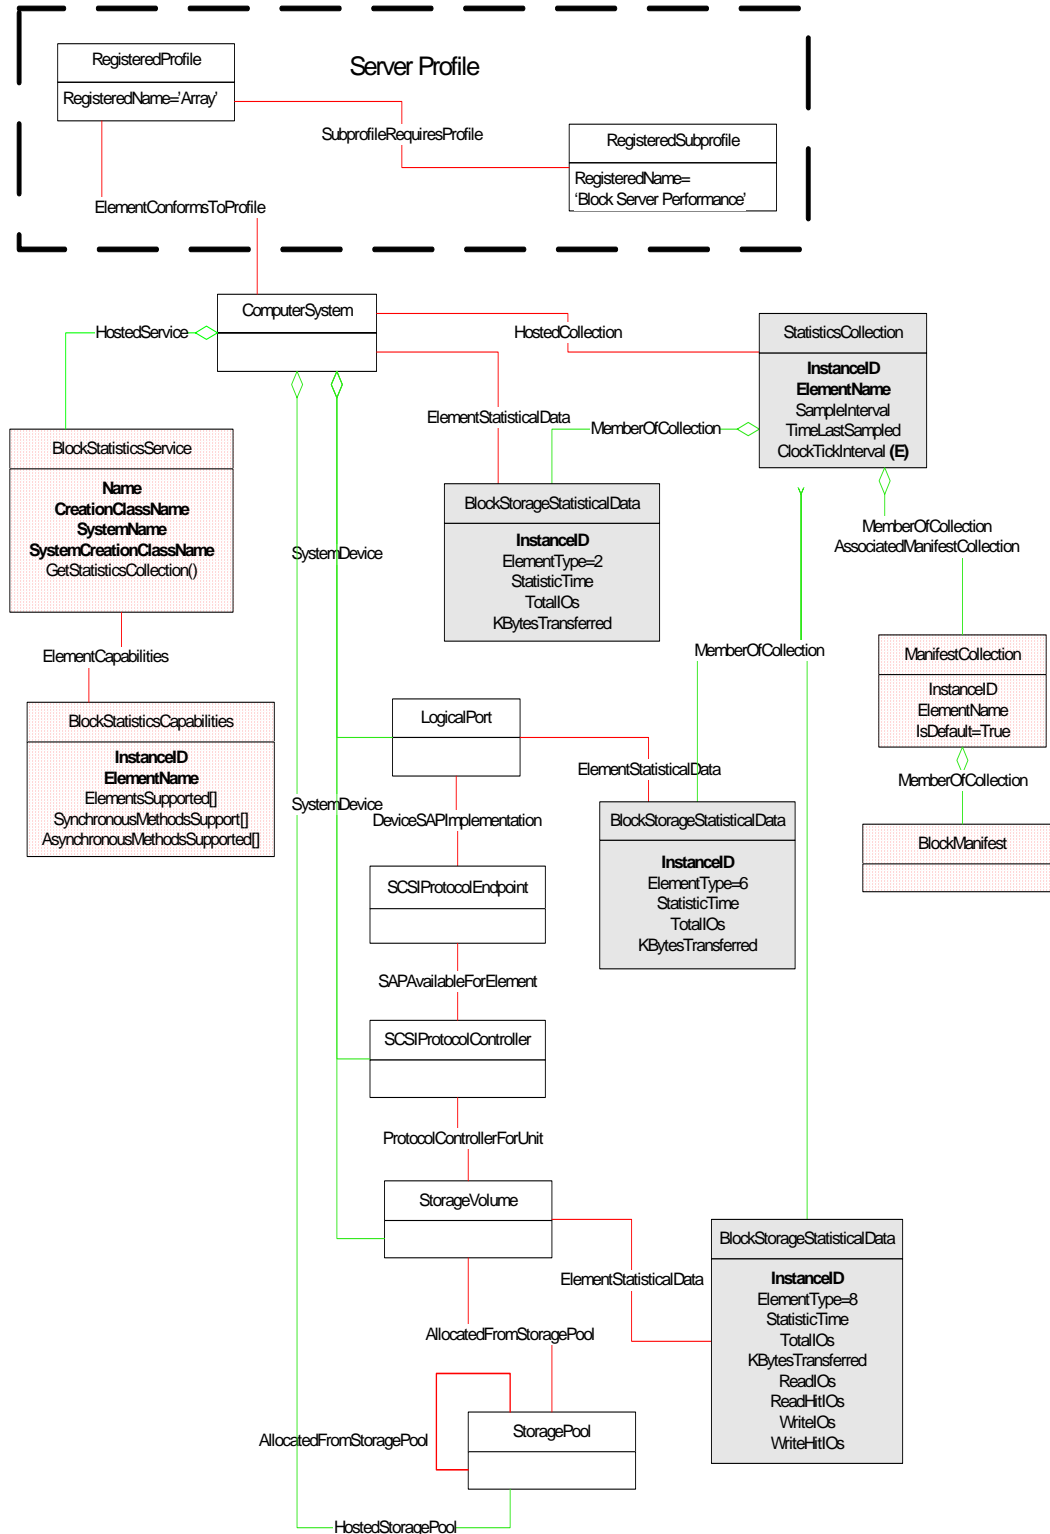 Server Profile
RegisteredProfile
RegisteredName='Array'
SubprofileRequiresProfile
RegisteredSubprofile
RegisteredName=
'Block Server Performance'
ElementConformsToProfile
ComputerSystem
HostedService
HostedCollection
StatisticsCollection
InstanceID
ElementName
SampleInterval
TimeLastSampled
ClockTickInterval (E)
ElementStatisticalData
MemberOfCollection
BlockStatisticsService
Name
CreationClassName
SystemName
SystemCreationClassName
GetStatisticsCollection()
BlockStorageStatisticalData
InstanceID
ElementType=2
StatisticTime
TotalIOs
KBytesTransferred
SystemDevice
MemberOfCollection
AssociatedManifestCollection
ElementCapabilities
MemberOfCollection
ManifestCollection
InstanceID
ElementName
IsDefault=True
BlockStatisticsCapabilities
InstanceID
ElementName
ElementsSupported[]
SynchronousMethodsSupport[]
AsynchronousMethodsSupported[]
LogicalPort
ElementStatisticalData
MemberOfCollection
SystemDevice
DeviceSAPImplementation
BlockStorageStatisticalData
InstanceID
ElementType=6
StatisticTime
TotalIOs
KBytesTransferred
BlockManifest
SCSIProtocolEndpoint
SAPAvailableForElement
SCSIProtocolController
ProtocolControllerForUnit
StorageVolume
BlockStorageStatisticalData
InstanceID
ElementType=8
StatisticTime
TotalIOs
KBytesTransferred
ReadIOs
ReadHitIOs
WriteIOs
WriteHitIOs
ElementStatisticalData
AllocatedFromStoragePool
StoragePool
AllocatedFromStoragePool
HostedStoragePool